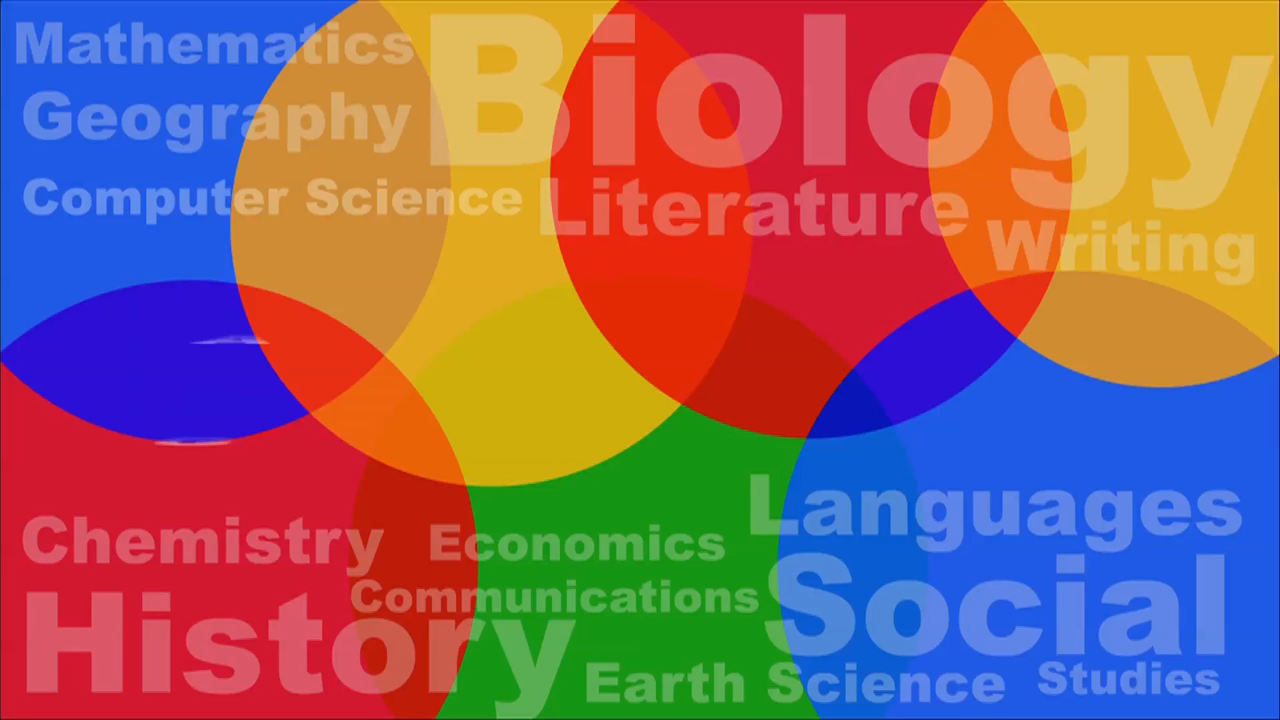 Mathematics
Biology
Geography
Computer Science
Literature
Writing
Languages
Chemistry
Economics
Social
Communications
History
Earth Science
Studies